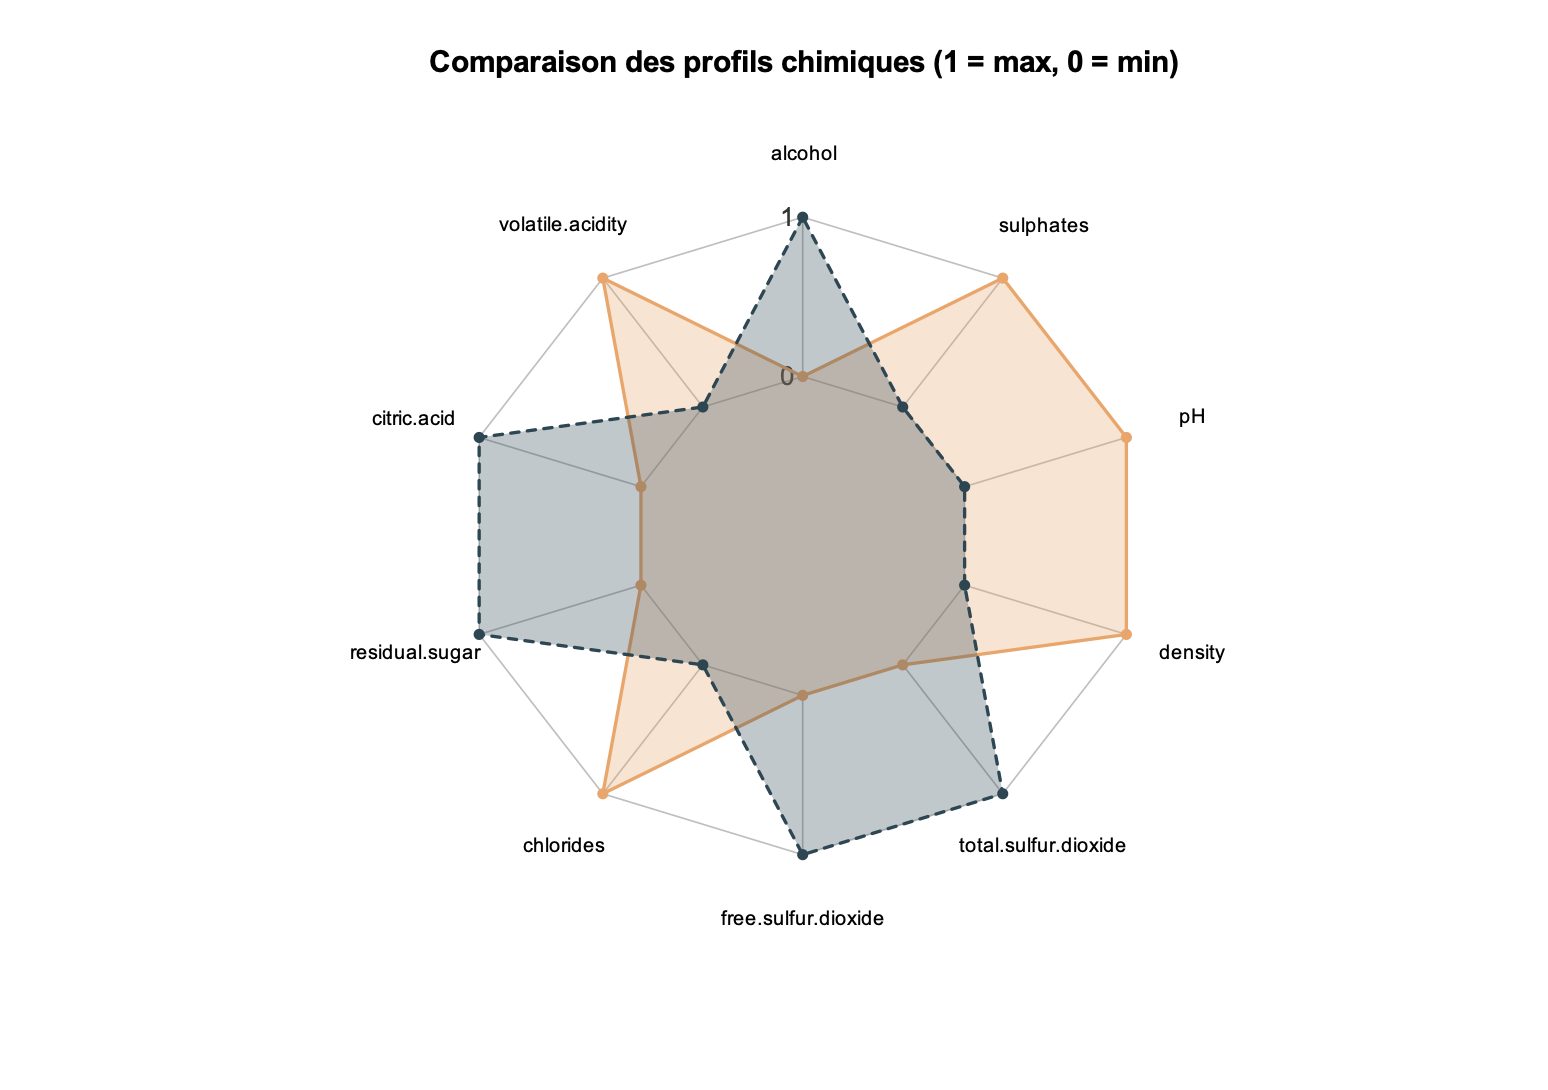 Comparaison des profils chimiques (1 = max, 0 = min)
alcohol
volatile.acidity
sulphates
1
citric.acid
pH
0
residual.sugar
density
chlorides
total.sulfur.dioxide
free.sulfur.dioxide